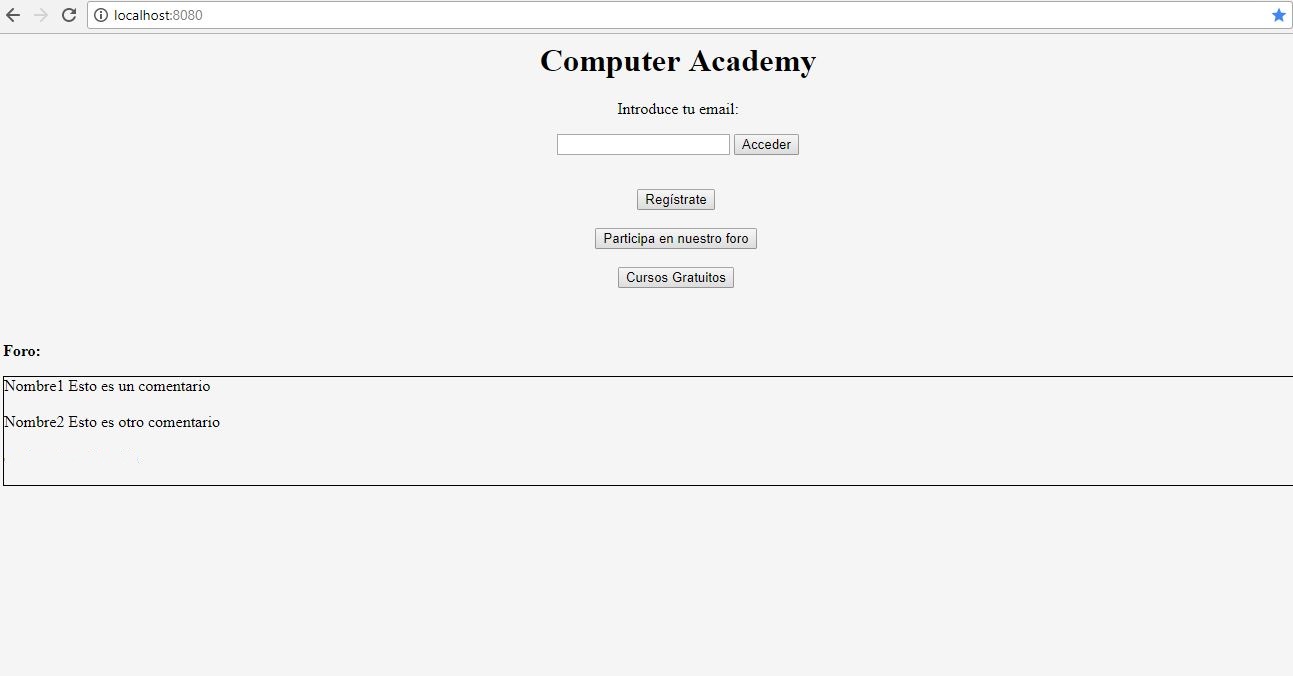 localhost:8080
Computer Academy
Introduce tu email:
Acceder
Regístrate
Participa en nuestro foro
Cursos Gratuitos
Foro:
Nombre1 Esto es un comentario
Nombre2 Esto es otro comentario